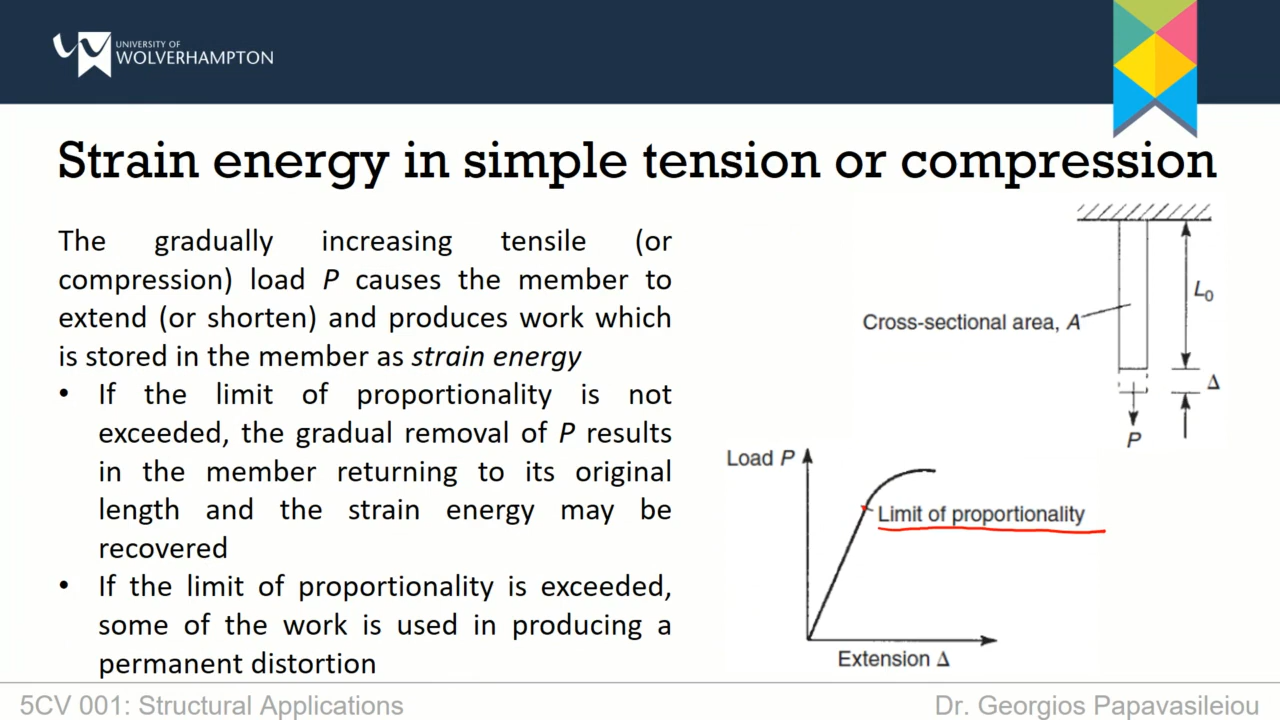 UNIVERSITY OF
WOLVERHAMPTON
Strain energy in simple tension or compression
The gradually increasing tensile (or
compression) load P causes the member to
extend (or shorten) and produces work which
is stored in the member as strain energy
• If the limit of proportionality is not
exceeded, the gradual removal of P results
in the member returning to its original
length and the strain energy may be
recovered
• If the limit of proportionality is exceeded,
some of the work is used in producing a
permanent distortion
L0
Cross-sectional area, A
Δ
P
Load P
Limit of proportionality
Extension Δ
5CV 001: Structural Applications
Dr. Georgios Papavasileiou